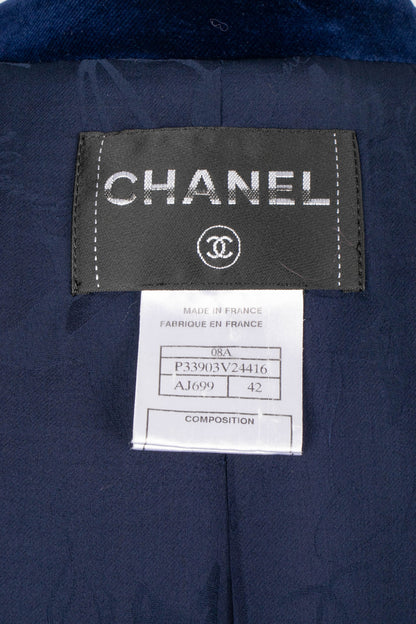 CHANEL
MADE IN FRANCE
FABRIQUE EN FRANCE
08A
P33903V24416
AJ699 42
COMPOSITION